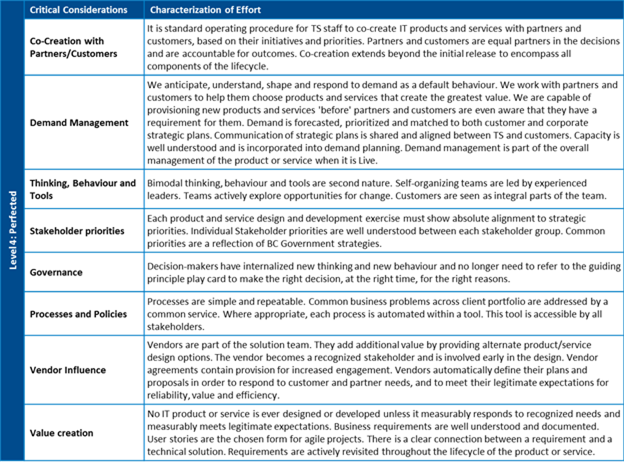 Critical Considerations
Characterization of Effort
Level 4: Perfected
Co-Creation with
Partners/Customers
It is standard operating procedure for TS staff to co-create IT products and services with partners and
customers, based on their initiatives and priorities. Partners and customers are equal partners in the decisions
and are accountable for outcomes. Co-creation extends beyond the initial release to encompass all
components of the lifecycle.
Demand Management
We anticipate, understand, shape and respond to demand as a default behaviour. We work with partners and
customers to help them choose products and services that create the greatest value. We are capable of
provisioning new products and services 'before' partners and customers are even aware that they have a
requirement for them. Demand is forecasted, prioritized and matched to both customer and corporate
strategic plans. Communication of strategic plans is shared and aligned between TS and customers. Capacity is
well understood and is incorporated into demand planning. Demand management is part of the overall
management of the product or service when it is Live.
Thinking, Behaviour and
Tools
Bimodal thinking, behaviour and tools are second nature. Self-organizing teams are led by experienced
leaders. Teams actively explore opportunities for change. Customers are seen as integral parts of the team.
Stakeholder priorities
Each product and service design and development exercise must show absolute alignment to strategic
priorities. Individual Stakeholder priorities are well understood between each stakeholder group. Common
priorities are a reflection of BC Government strategies.
Governance
Decision-makers have internalized new thinking and new behaviour and no longer need to refer to the guiding
principle play card to make the right decision, at the right time, for the right reasons.
Processes and Policies
Processes are simple and repeatable. Common business problems across client portfolio are addressed by a
common service. Where appropriate, each process is automated within a tool. This tool is accessible by all
stakeholders.
Vendor Influence
Vendors are part of the solution team. They add additional value by providing alternate product/service
design options. The vendor becomes a recognized stakeholder and is involved early in the design. Vendor
agreements contain provision for increased engagement. Vendors automatically define their plans and
proposals in order to respond to customer and partner needs, and to meet their legitimate expectations for
reliability, value and efficiency.
Value creation
No IT product or service is ever designed or developed unless it measurably responds to recognized needs and
measurably meets legitimate expectations. Business requirements are well understood and documented.
User stories are the chosen form for agile projects. There is a clear connection between a requirement and a
technical solution. Requirements are actively revisited throughout the lifecycle of the product or service.